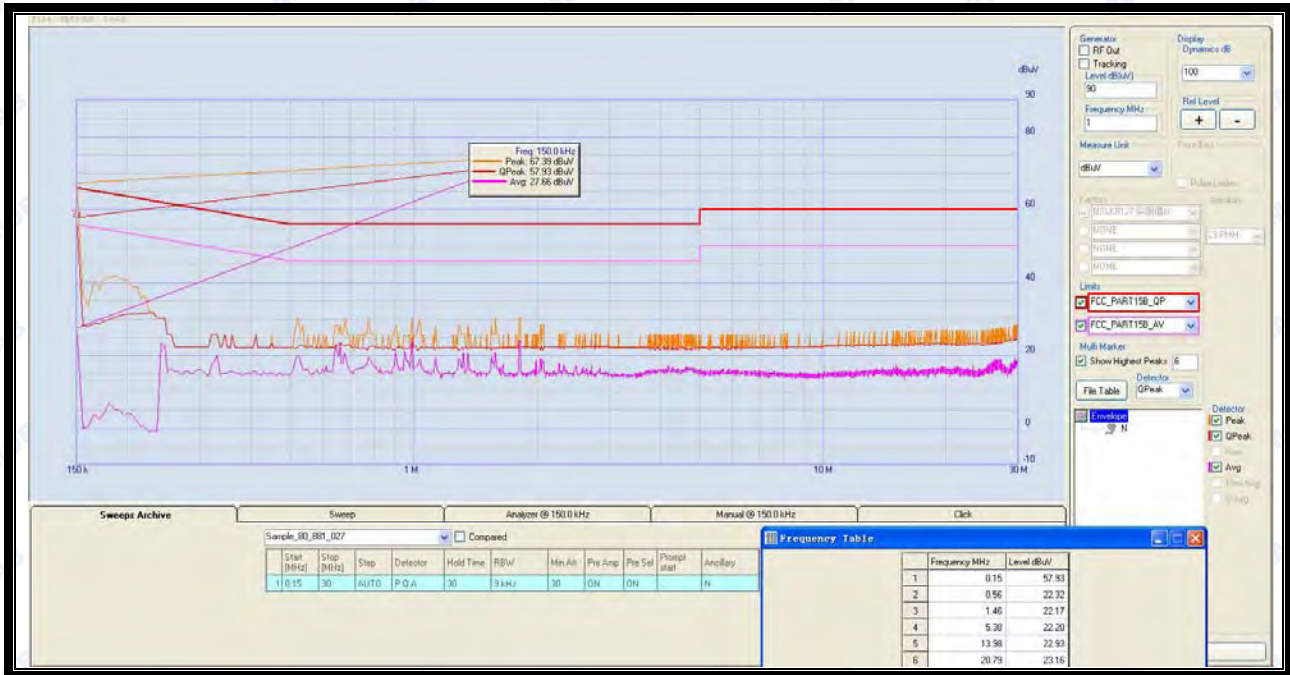 File Options Tools
dBuV
90
80
60
40
20
0
-10
150 k
1 M
10 M
30 M
Freq: 150.0 kHz
Peak: 67.39 dBuV
QPeak: 57.93 dBuV
Avg: 27.66 dBuV
Generator
RF Out
Tracking
Level dB(uV)
90
Frequency MHz
1
Display
Dynamics dB
100
Ref Level
+ -
Measure Unit
dBuV
NONE
NONE
NONE
Limits
FCC_PART15B_QP
FCC_PART15B_AV
Multi Marker
Show Highest Peaks 6
File Table
Detector
QPeak
Envelope
N
Detector
Peak
QPeak
Avg
Sweeps Archive
Sweep
Analyzer @ 150.0 kHz
Manual @ 150.0 kHz
Click
Sample_80_881_027
Compared
Start [MHz] Stop [MHz] Step Detector Hold Time RBW Min Att Pre Amp Pre Sel Prompt start Ancillary
1 0.15 30 AUTO P Q A 30 9 kHz 30 ON ON N
Frequency Table
Frequency MHz Level dBuV
1 0.15 57.93
2 0.56 22.32
3 1.46 22.17
4 5.38 22.20
5 13.98 22.93
6 20.79 23.16